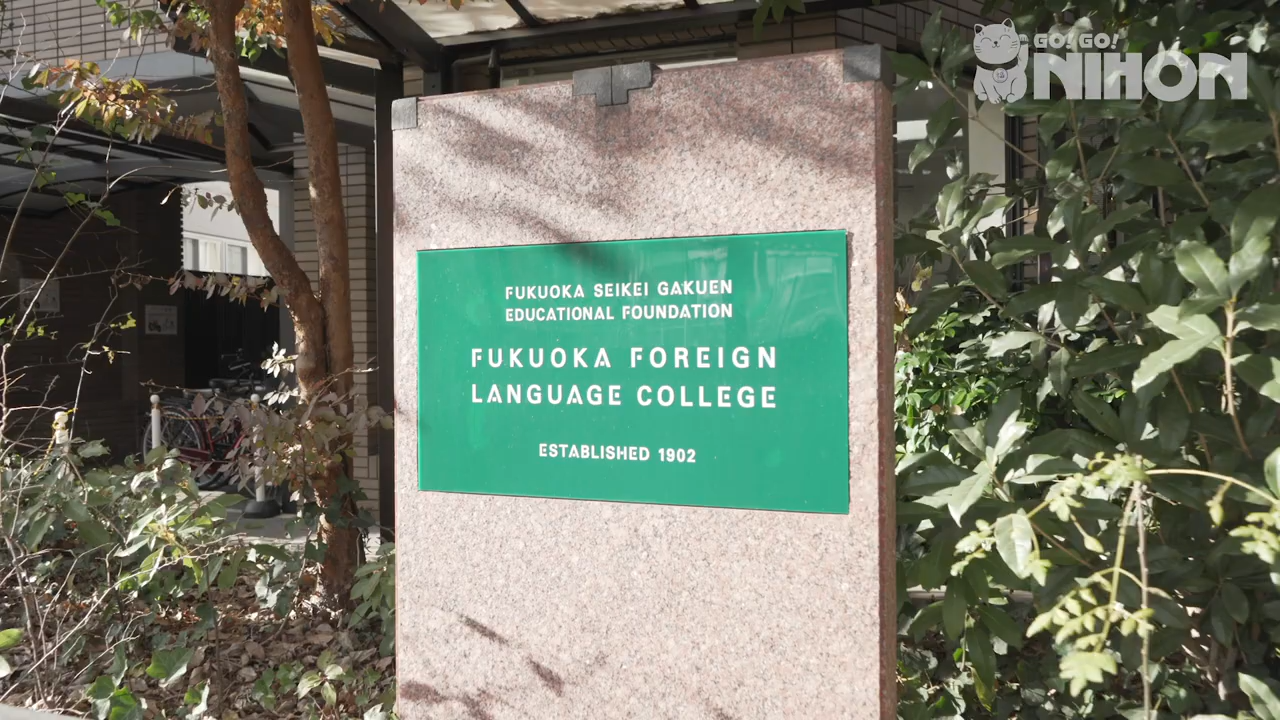 GO! GO!
NIHON
FUKUOKA SEIKEI GAKUEN
EDUCATIONAL FOUNDATION
FUKUOKA FOREIGN
LANGUAGE COLLEGE
ESTABLISHED 1902